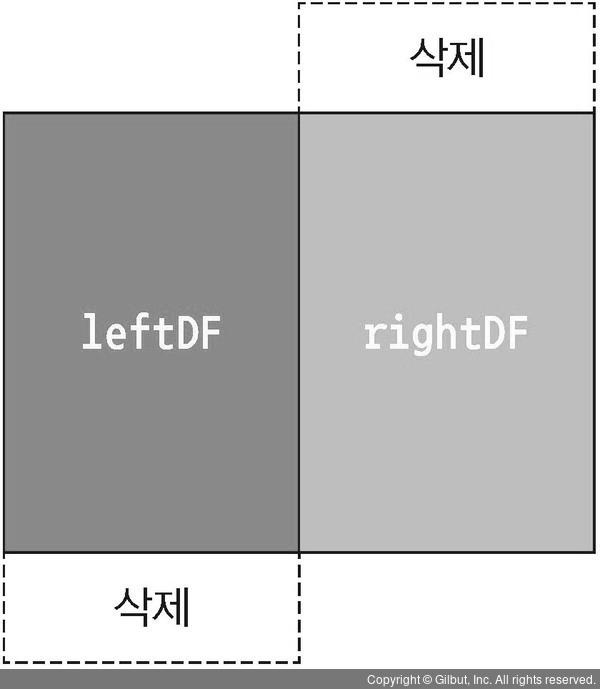 삭제
leftDF
rightDF
삭제
Copyright © Gilbut, Inc. All rights reserved.